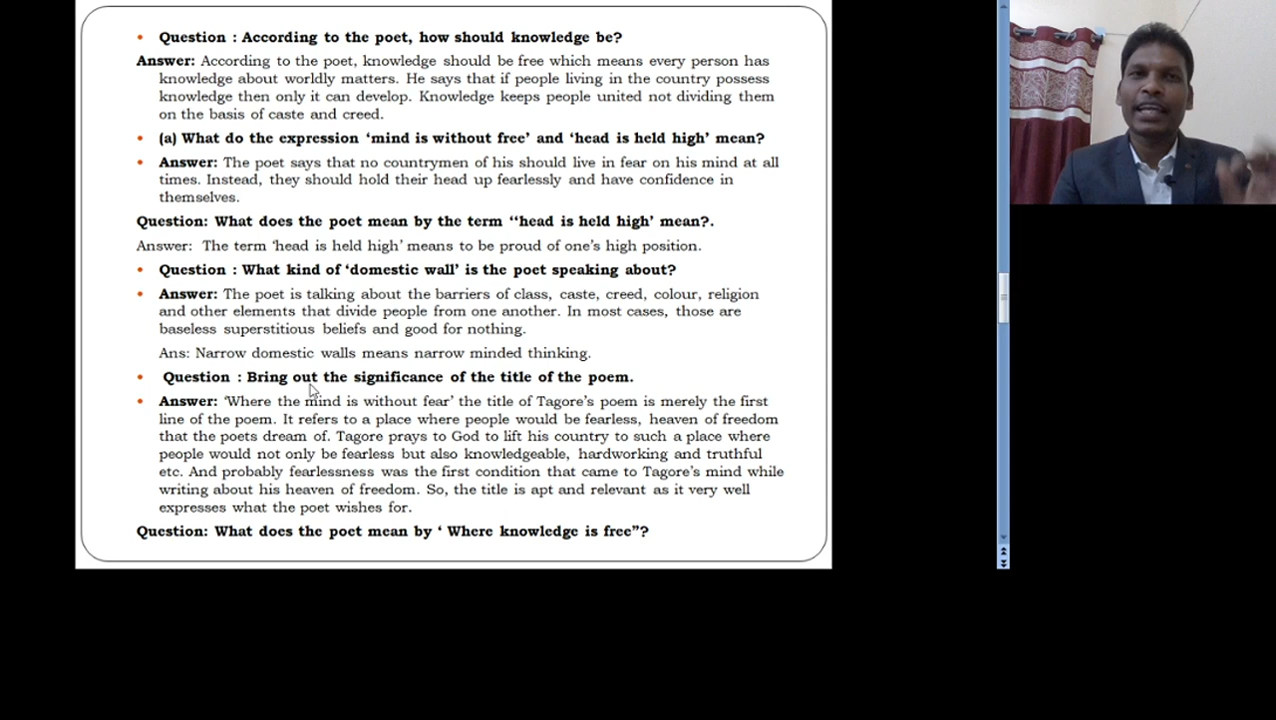 • Question : According to the poet, how should knowledge be?
Answer: According to the poet, knowledge should be free which means every person has
knowledge about worldly matters. He says that if people living in the country possess
knowledge then only it can develop. Knowledge keeps people united not dividing them
on the basis of caste and creed.
• (a) What do the expression ‘mind is without free’ and ‘head is held high’ mean?
• Answer: The poet says that no countrymen of his should live in fear on his mind at all
times. Instead, they should hold their head up fearlessly and have confidence in
themselves.
Question: What does the poet mean by the term ‘‘head is held high’ mean?.
Answer: The term ‘head is held high’ means to be proud of one’s high position.
• Question : What kind of ‘domestic wall’ is the poet speaking about?
• Answer: The poet is talking about the barriers of class, caste, creed, colour, religion
and other elements that divide people from one another. In most cases, those are
baseless superstitious beliefs and good for nothing.
Ans: Narrow domestic walls means narrow minded thinking.
• Question : Bring out the significance of the title of the poem.
• Answer: ‘Where the mind is without fear’ the title of Tagore’s poem is merely the first
line of the poem. It refers to a place where people would be fearless, heaven of freedom
that the poets dream of. Tagore prays to God to lift his country to such a place where
people would not only be fearless but also knowledgeable, hardworking and truthful
etc. And probably fearlessness was the first condition that came to Tagore’s mind while
writing about his heaven of freedom. So, the title is apt and relevant as it very well
expresses what the poet wishes for.
Question: What does the poet mean by ‘ Where knowledge is free”?